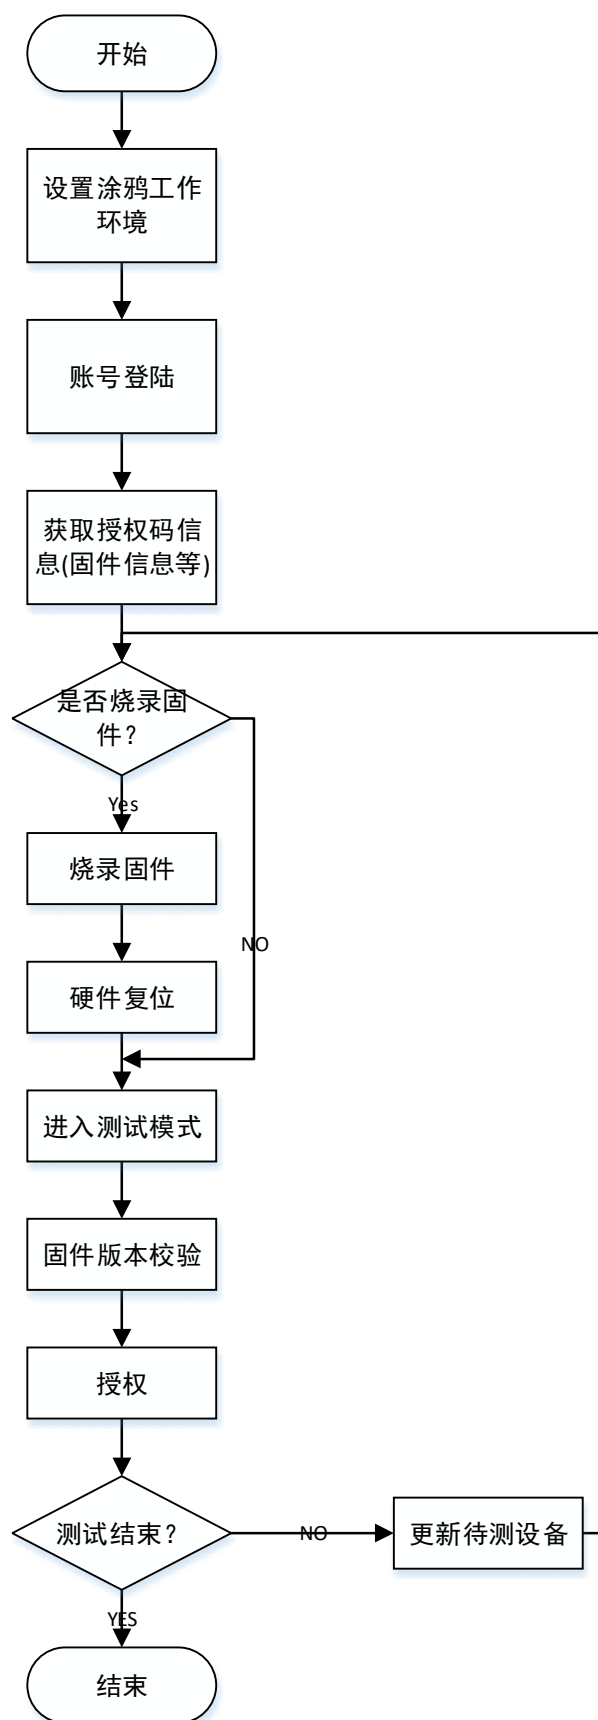 开始
设置涂鸦工作
环境
账号登陆
获取授权码信
息(固件信息等)
是否烧录固
件？
Yes
烧录固件
NO
硬件复位
进入测试模式
固件版本校验
授权
测试结束？
NO
更新待测设备
YES
结束